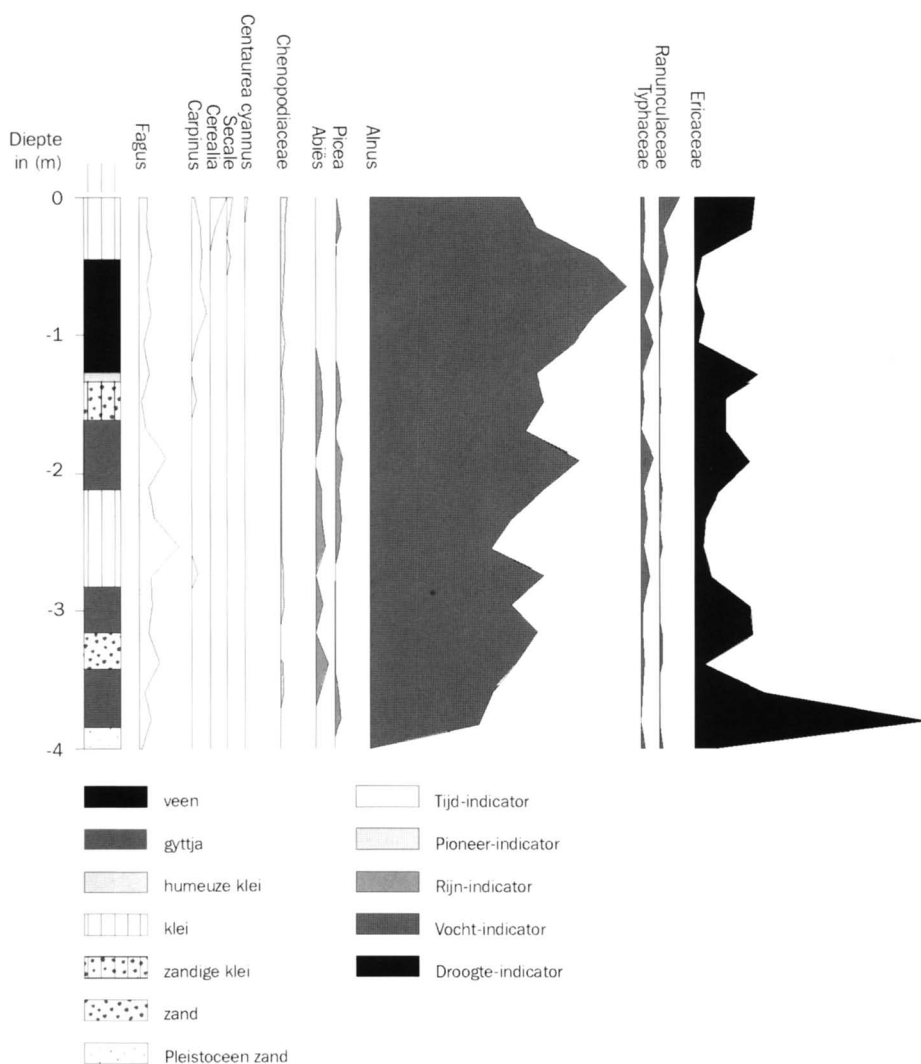 Diepte
in (m)
Fagus
Carpinus
Cerealia
Secale
Centaurea cyannus
Chenopodiaceae
Abiës
Picea
Alnus
Typhaceae
Ranunculaceae
Ericaceae
0
-1
-2
-3
-4
veen
gyttja
humeuze klei
klei
zandige klei
zand
Pleistoceen zand
Tijd-indicator
Pioneer-indicator
Rijn-indicator
Vocht-indicator
Droogte-indicator